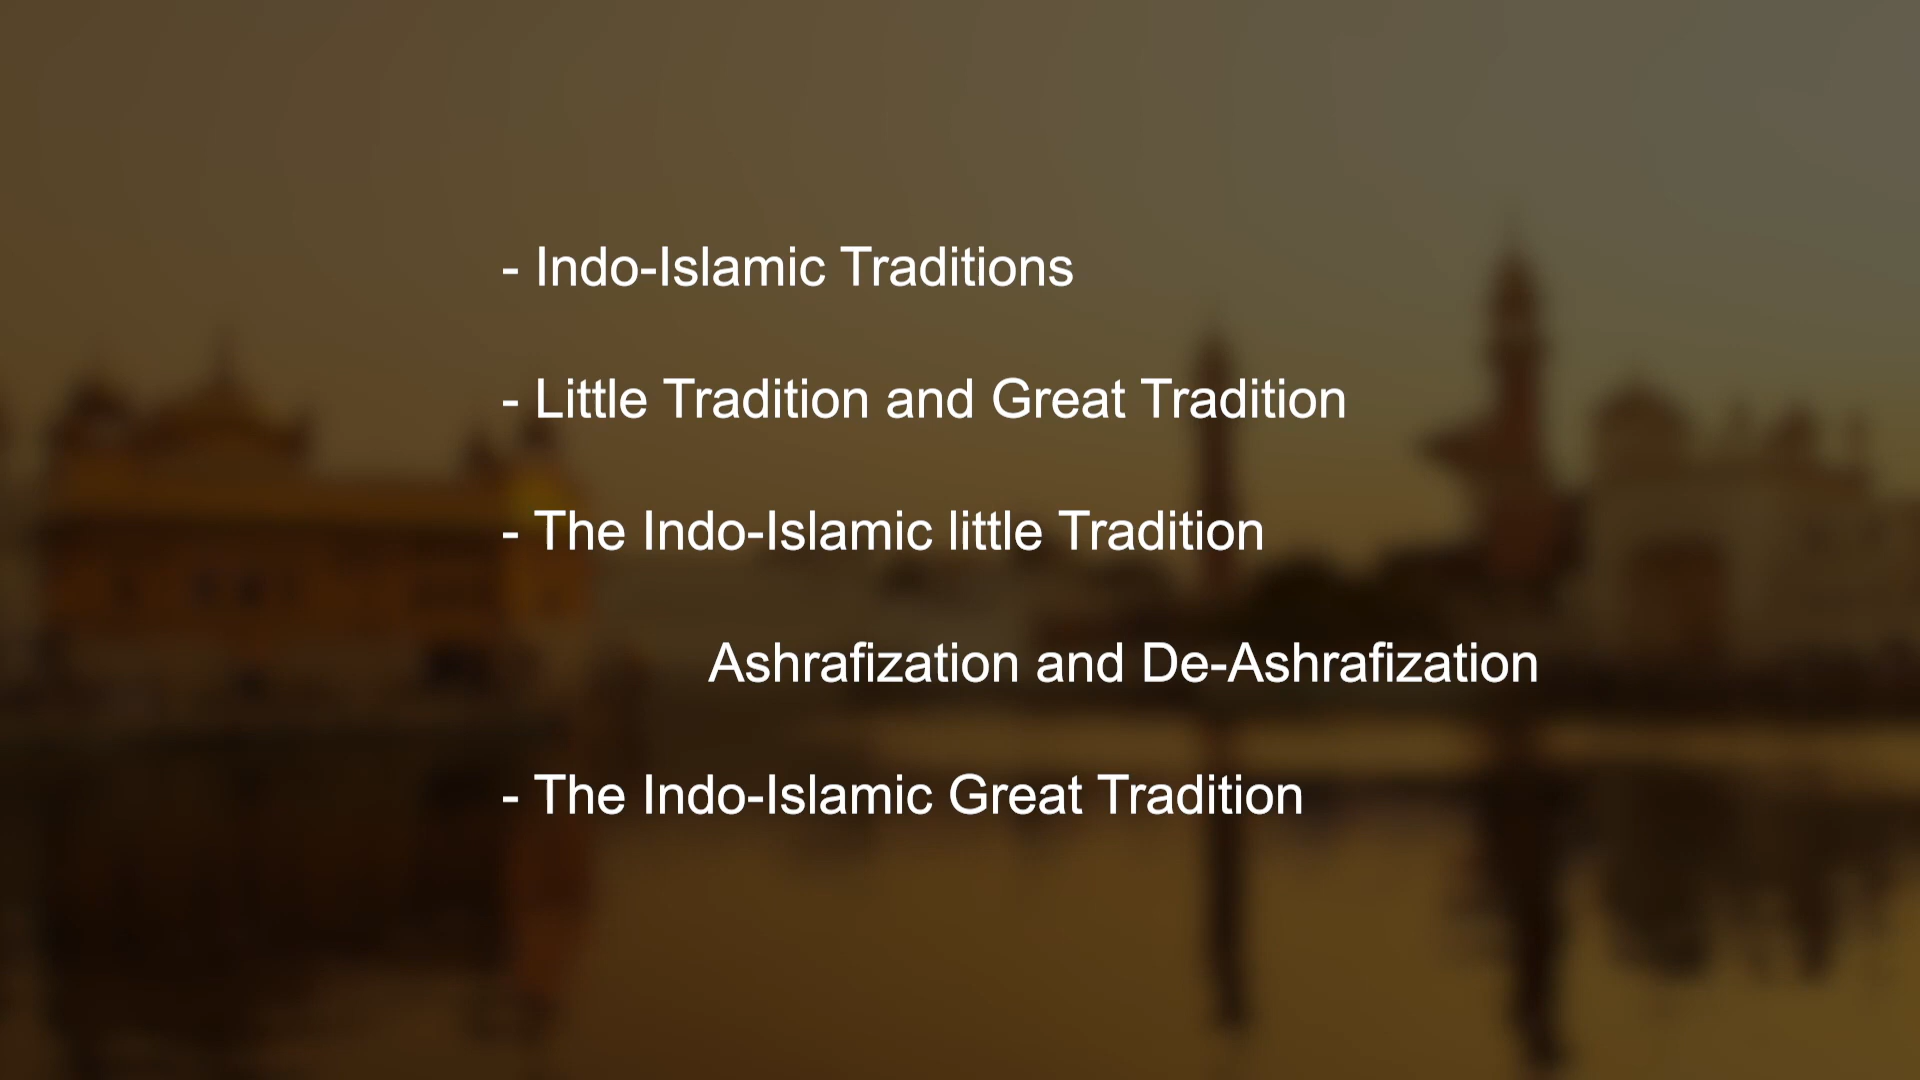 - Indo-Islamic Traditions
- Little Tradition and Great Tradition
- The Indo-Islamic little Tradition
Ashrafization and De-Ashrafization
- The Indo-Islamic Great Tradition